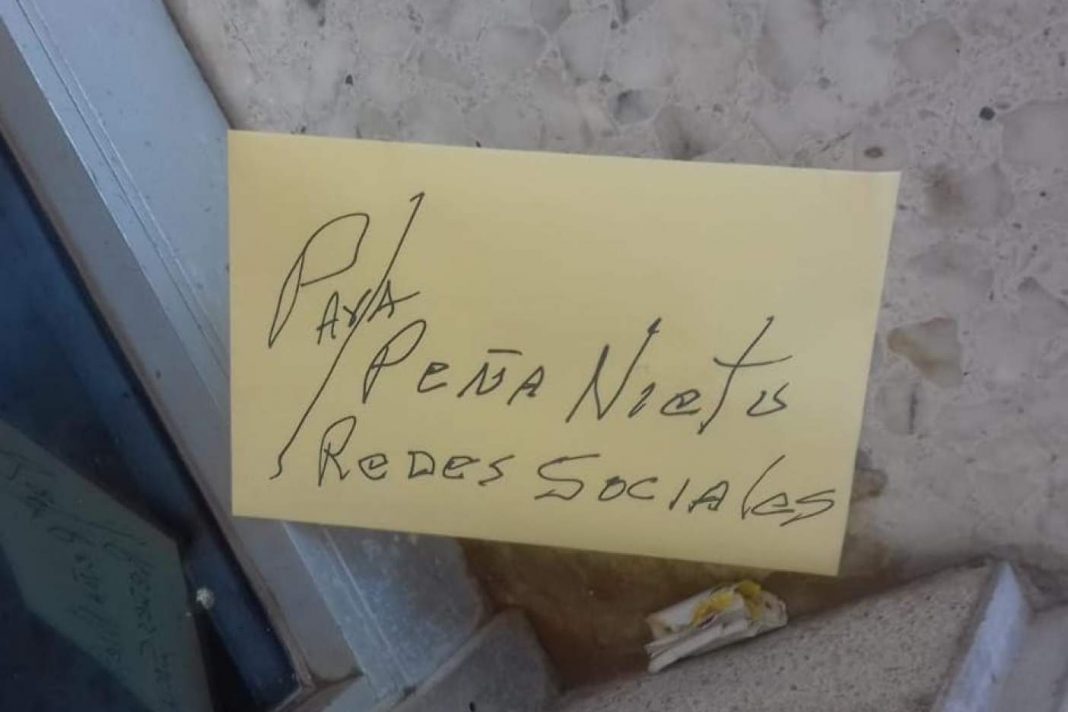 Para/
Peña Nieto
Redes Sociales